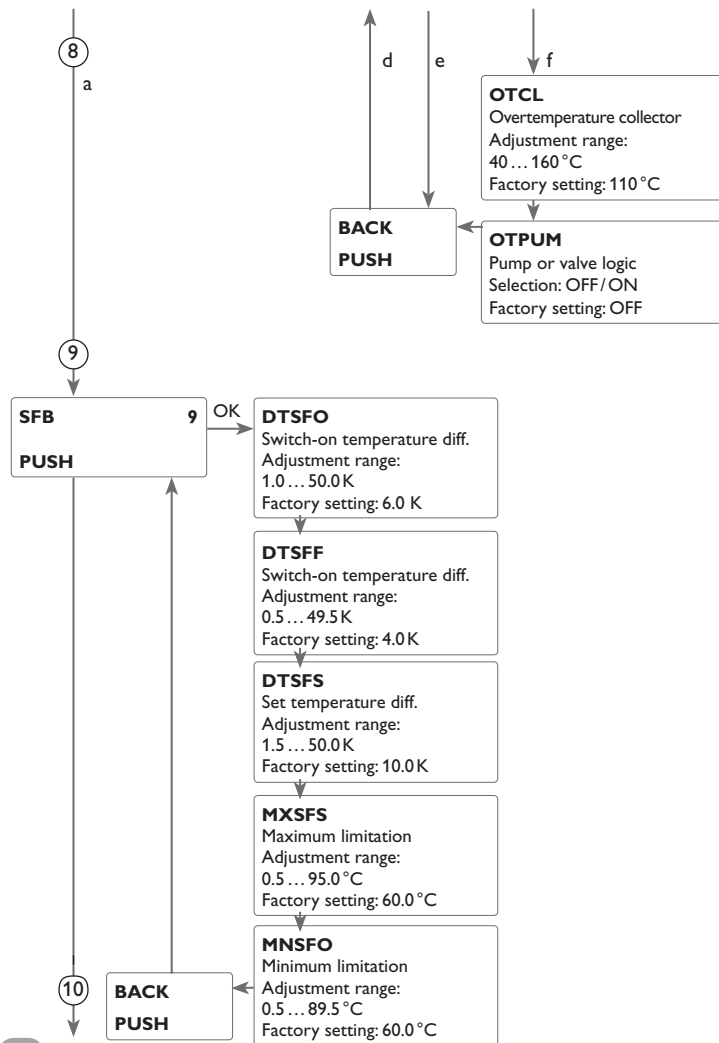 8
a
d
e
f
OTCL
Overtemperature collector
Adjustment range:
40 … 160 °C
Factory setting: 110 °C
BACK
PUSH
OTPUM
Pump or valve logic
Selection: OFF / ON
Factory setting: OFF
9
SFB 9
PUSH
OK
DTSFO
Switch-on temperature diff.
Adjustment range:
1.0 … 50.0 K
Factory setting: 6.0 K
DTSFF
Switch-on temperature diff.
Adjustment range:
0.5 … 49.5 K
Factory setting: 4.0 K
DTSFS
Set temperature diff.
Adjustment range:
1.5 … 50.0 K
Factory setting: 10.0 K
MXSFS
Maximum limitation
Adjustment range:
0.5 … 95.0 °C
Factory setting: 60.0 °C
MNSFO
Minimum limitation
Adjustment range:
0.5 … 89.5 °C
Factory setting: 60.0 °C
10
BACK
PUSH